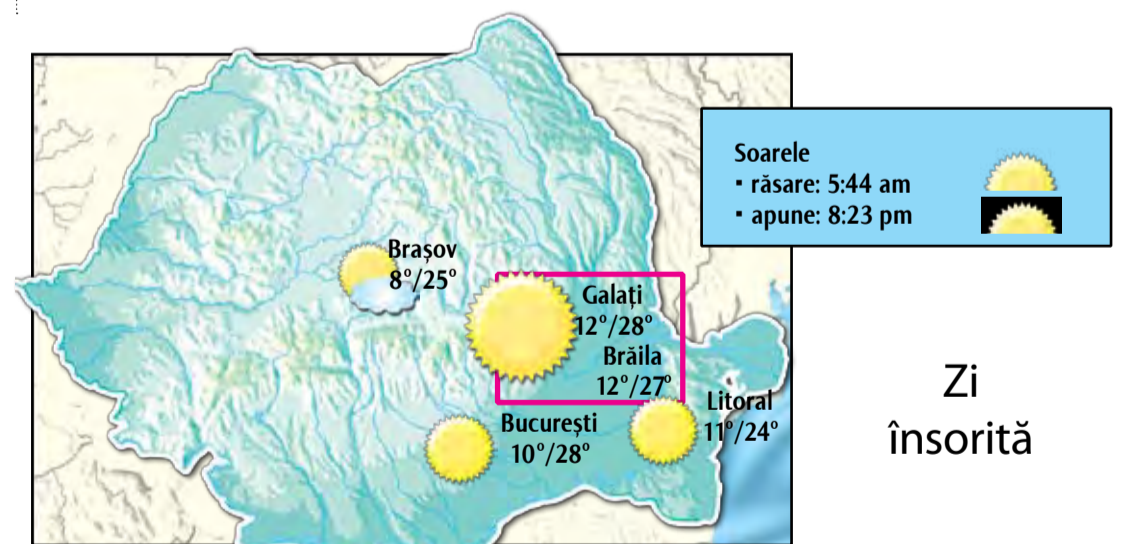 Soarele
▪ răsare: 5:44 am
▪ apune: 8:23 pm
Brașov
8°/25°
Galați
12°/28°
Brăila
12°/27°
Litoral
11°/24°
București
10°/28°
Zi
însorită